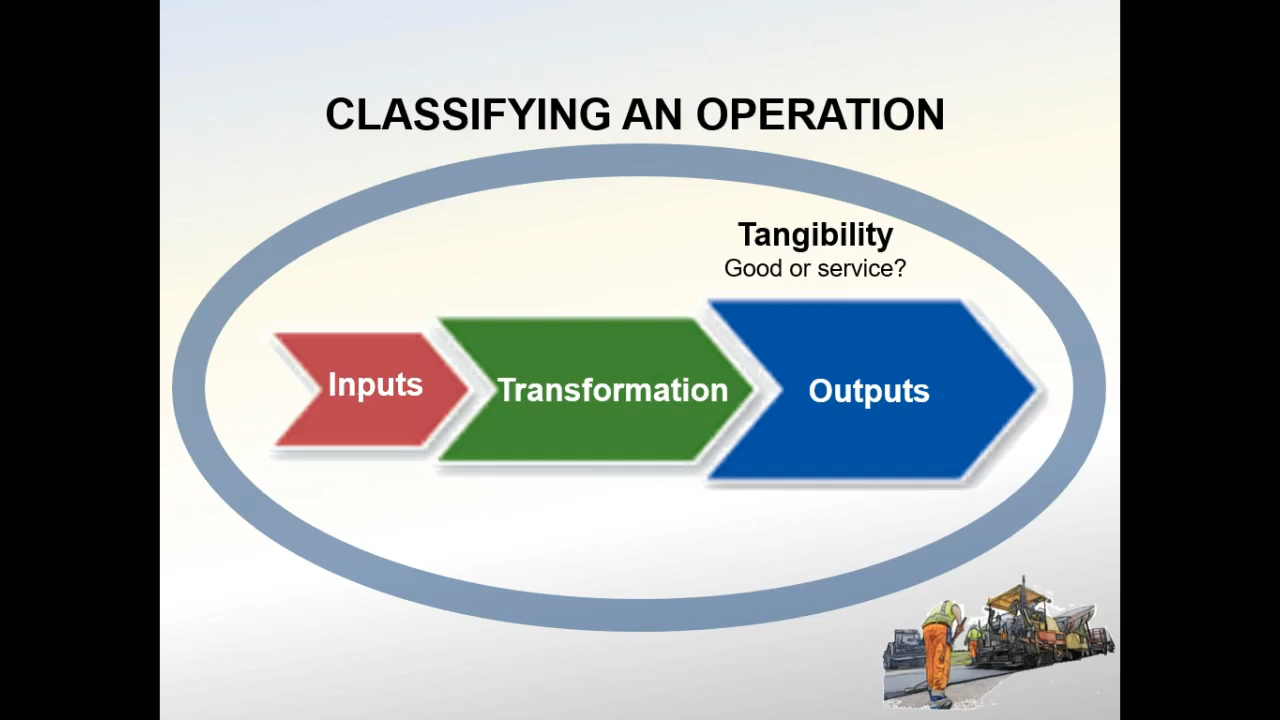 CLASSIFYING AN OPERATION
Tangibility
Good or service?
Inputs
Transformation
Outputs